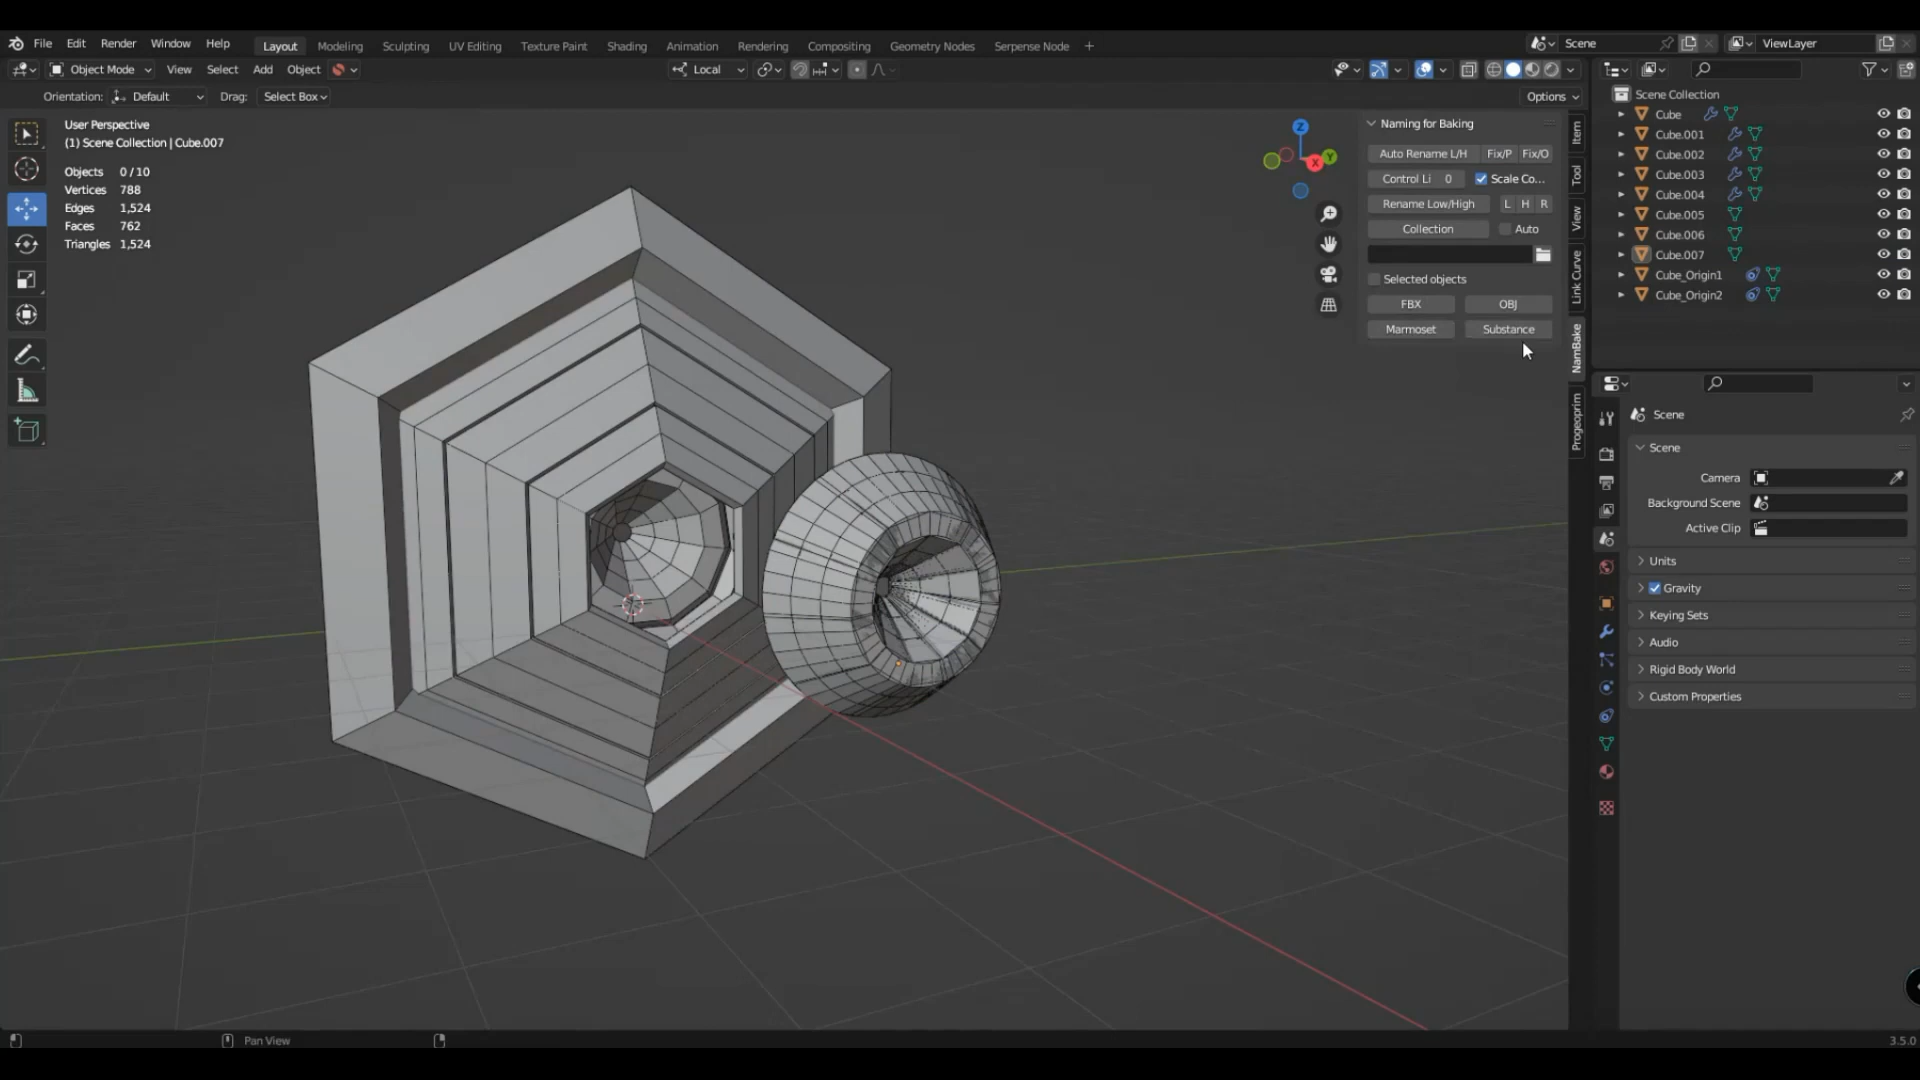 File Edit Render Window Help Layout Modeling Sculpting UV Editing Texture Paint Shading Animation Rendering Compositing Geometry Nodes Serpense Node + Scene ViewLayer
Object Mode View Select Add Object Local
Orientation: Default Drag: Select Box Options
User Perspective
(1) Scene Collection | Cube.007
Objects 0/10
Vertices 788
Edges 1,524
Faces 762
Triangles 1,524
Z
Y
X
Naming for Baking
Auto Rename L/H Fix/P Fix/O
Control Li 0 Scale Co...
Rename Low/High L H R
Collection Auto
Selected objects
FBX OBJ
Marmoset Substance
Item
Tool
View
Link Curve
NamBake
Progeoprim
Scene Collection
Cube
Cube.001
Cube.002
Cube.003
Cube.004
Cube.005
Cube.006
Cube.007
Cube_Origin1
Cube_Origin2
Scene
Scene
Camera
Background Scene
Active Clip
Units
Gravity
Keying Sets
Audio
Rigid Body World
Custom Properties
Pan View 3.5.0